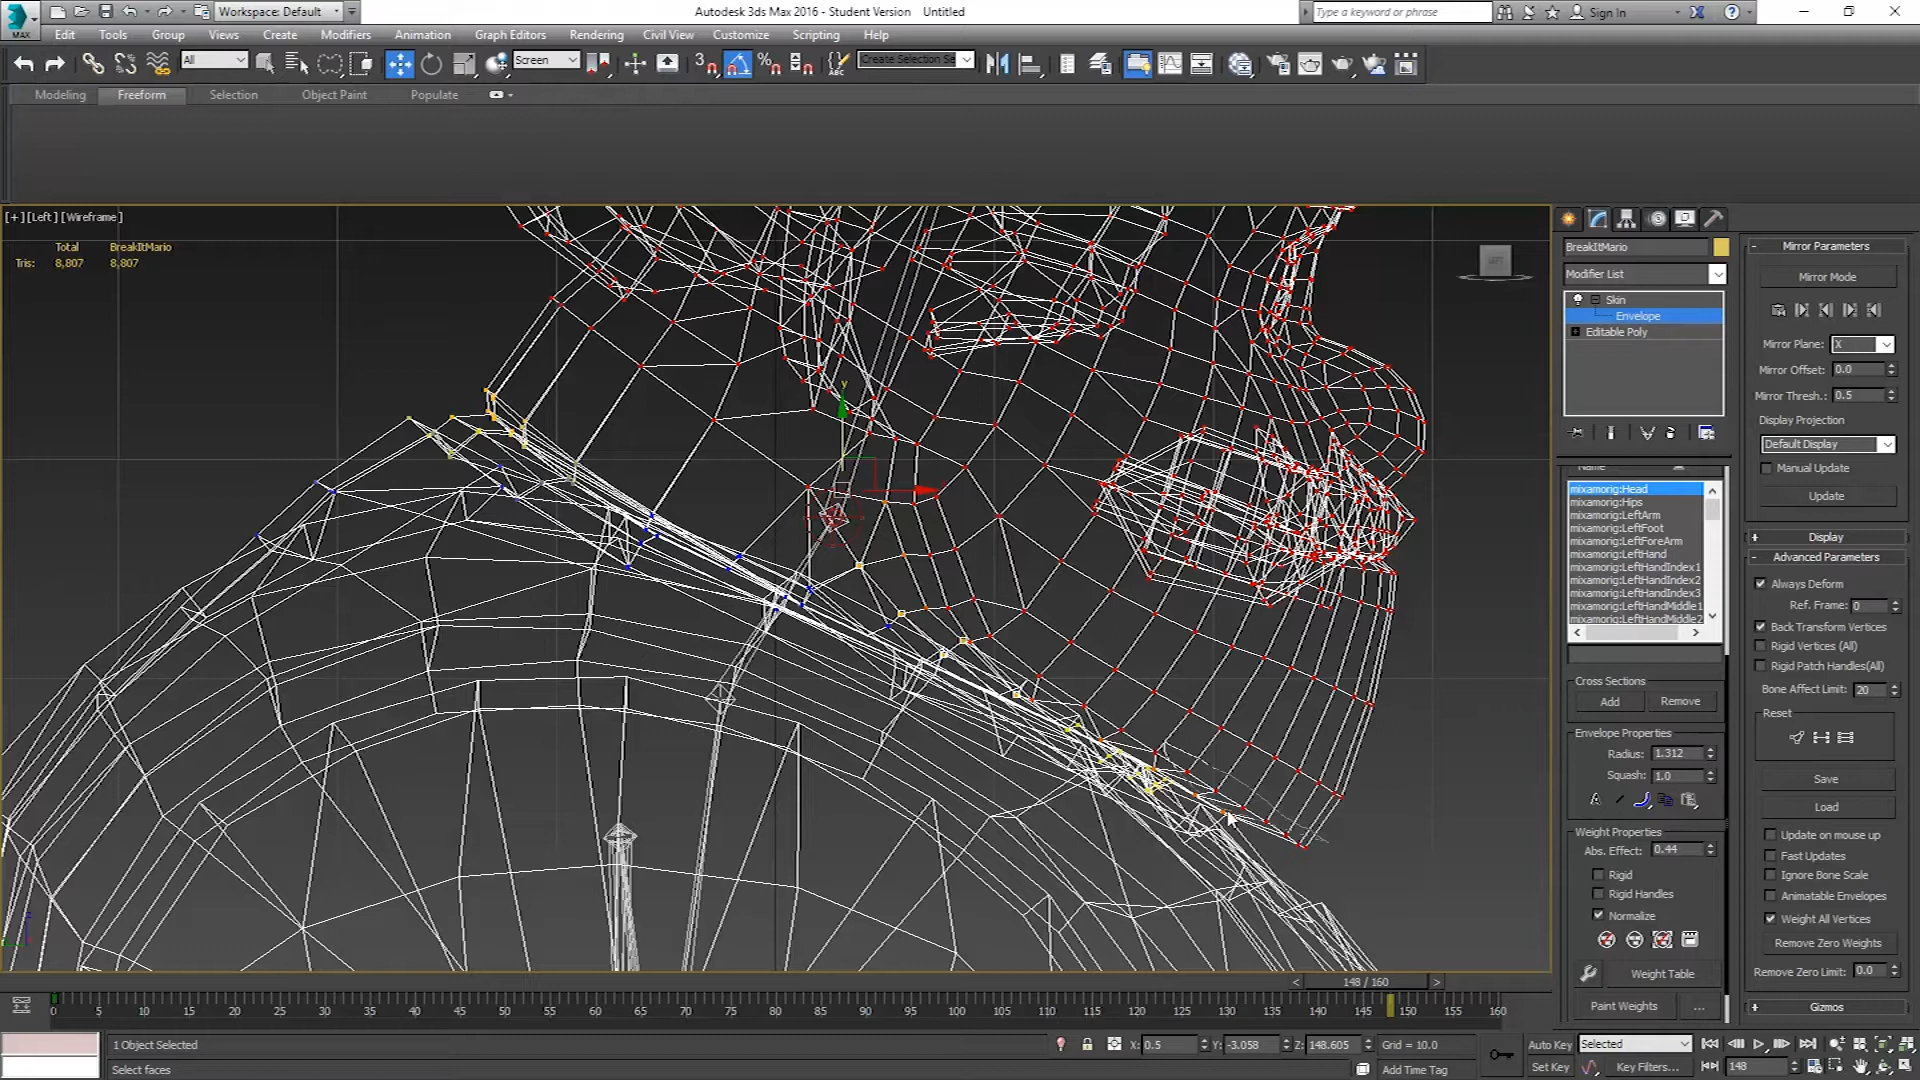 Workspace: Default
Autodesk 3ds Max 2016 - Student Version Untitled
Type a keyword or phrase
Sign In
MAX
Edit Tools Group Views Create Modifiers Animation Graph Editors Rendering Civil View Customize Scripting Help
All
Screen
3
ABC
Create Selection Se
Modeling Freeform Selection Object Paint Populate
[+] [Left] [Wireframe]
Total BreakItMario
Tris: 8,807 8,807
LEFT
y
BreakItMario
Modifier List
Skin
Envelope
Editable Poly
Name
mixamorig:Head
mixamorig:Hips
mixamorig:LeftArm
mixamorig:LeftFoot
mixamorig:LeftForeArm
mixamorig:LeftHand
mixamorig:LeftHandIndex1
mixamorig:LeftHandIndex2
mixamorig:LeftHandIndex3
mixamorig:LeftHandMiddle1
mixamorig:LeftHandMiddle2
Cross Sections
Add Remove
Envelope Properties
Radius: 1.312
Squash: 1.0
A
Weight Properties
Abs. Effect: 0.44
Rigid
Rigid Handles
Normalize
Weight Table
Paint Weights ...
Mirror Parameters
Mirror Mode
Mirror Plane: X
Mirror Offset: 0.0
Mirror Thresh.: 0.5
Display Projection
Default Display
Manual Update
Update
Display
Advanced Parameters
Always Deform
Ref. Frame: 0
Back Transform Vertices
Rigid Vertices (All)
Rigid Patch Handles(All)
Bone Affect Limit: 20
Reset
Save
Load
Update on mouse up
Fast Updates
Ignore Bone Scale
Animatable Envelopes
Weight All Vertices
Remove Zero Weights
Remove Zero Limit: 0.0
Gizmos
< 148 / 160 >
0 5 10 15 20 25 30 35 40 45 50 55 60 65 70 75 80 85 90 95 100 105 110 115 120 125 130 135 140 145 150 155 160
1 Object Selected
X: 0.5 Y: -3.058 Z: 148.605 Grid = 10.0
Auto Key Selected
Select faces
Add Time Tag
Set Key Key Filters... 148